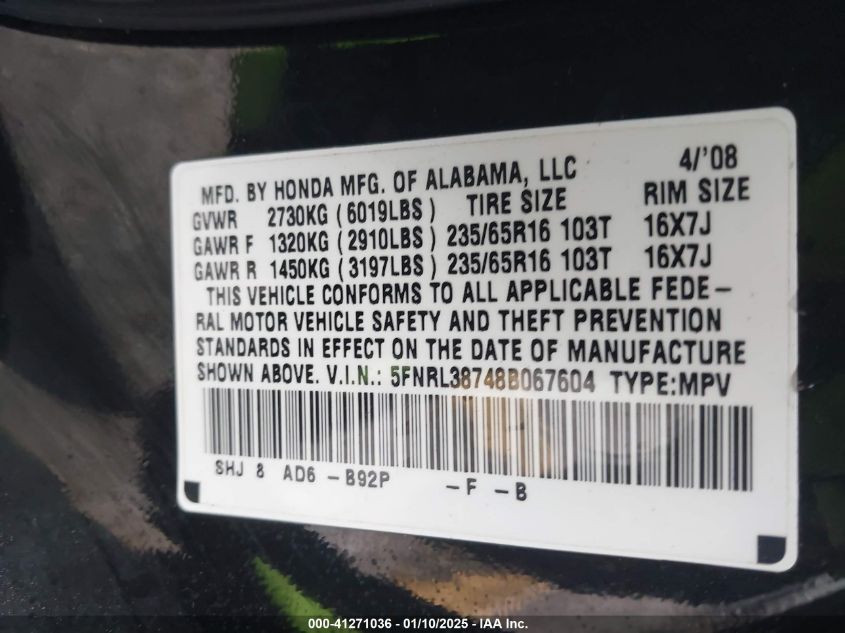 MFD. BY HONDA MFG. OF ALABAMA, LLC 4/'08
GVWR 2730KG (6019LBS) TIRE SIZE RIM SIZE
GAWR F 1320KG (2910LBS) 235/65R16 103T 16X7J
GAWR R 1450KG (3197LBS) 235/65R16 103T 16X7J
THIS VEHICLE CONFORMS TO ALL APPLICABLE FEDE-
RAL MOTOR VEHICLE SAFETY AND THEFT PREVENTION
STANDARDS IN EFFECT ON THE DATE OF MANUFACTURE
SHOWN ABOVE. V.I.N.: 5FNRL38748B067604 TYPE:MPV
SHJ 8 AD6 -B92P -F -B
000-41271036 - 01/10/2025 - IAA, Inc.